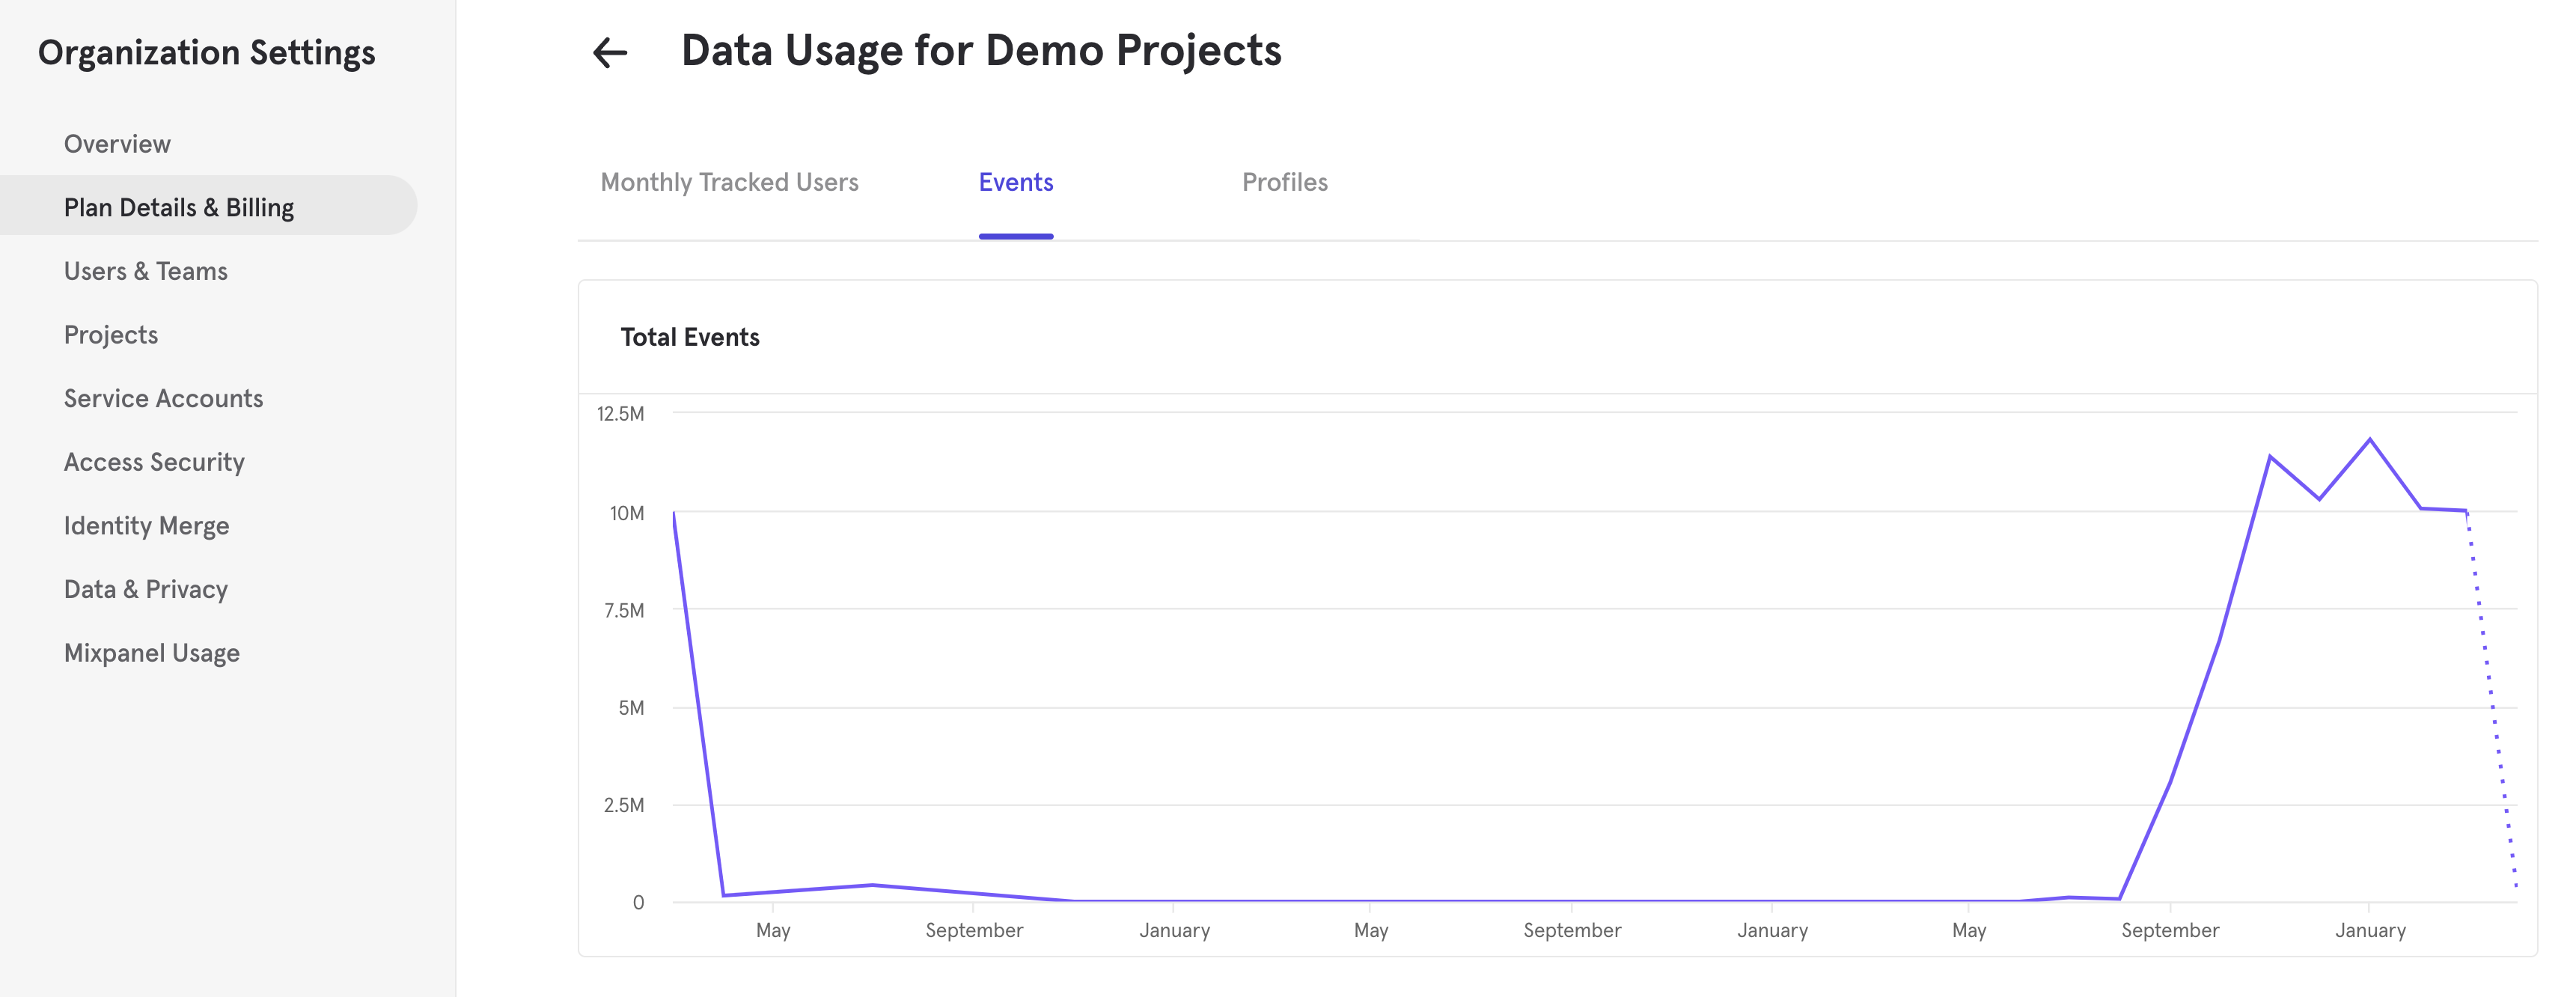 Organization Settings
Overview
Plan Details & Billing
Users & Teams
Projects
Service Accounts
Access Security
Identity Merge
Data & Privacy
Mixpanel Usage
Data Usage for Demo Projects
Monthly Tracked Users Events Profiles
Total Events
12.5M
10M
7.5M
5M
2.5M
0
May September January May September January May September January